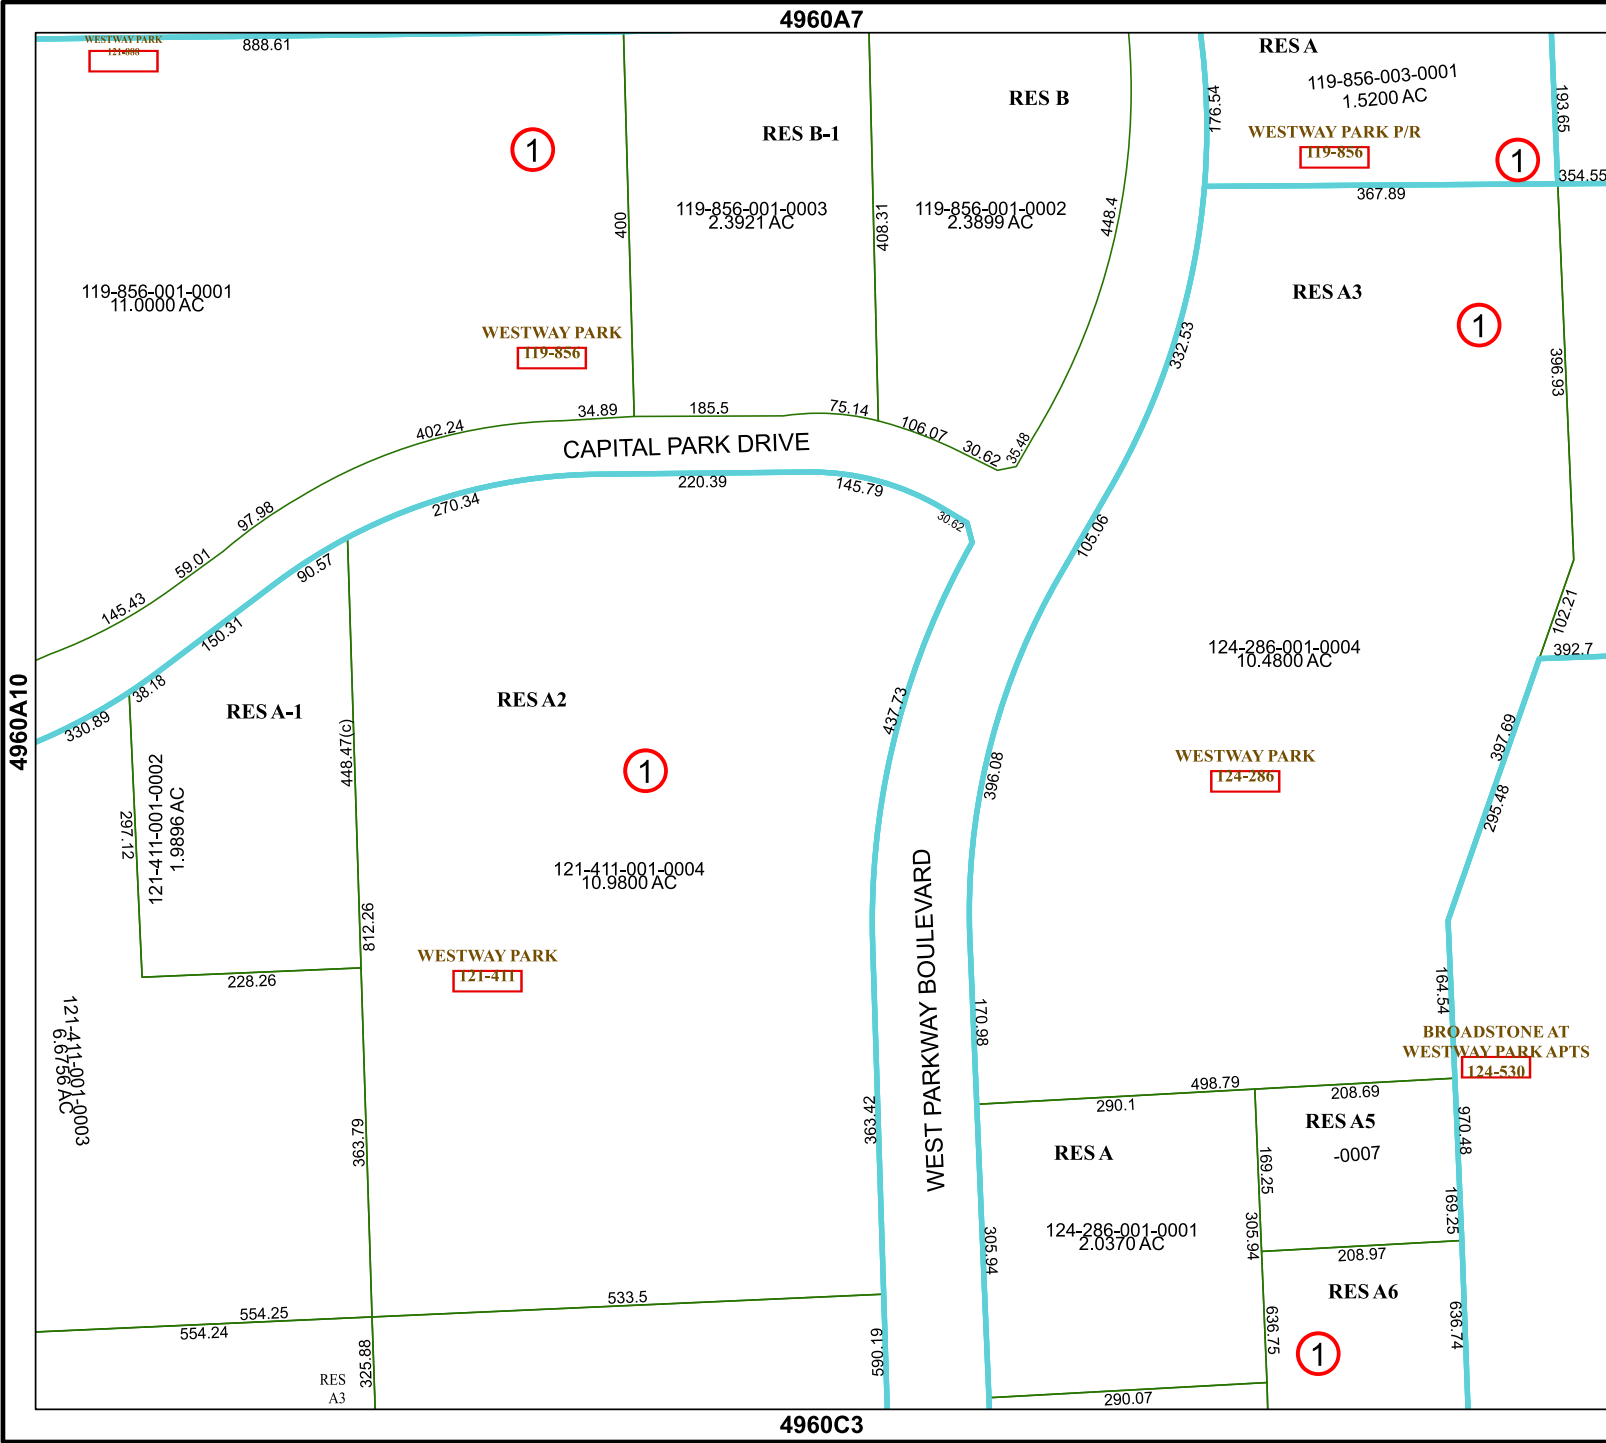 4960A7
WESTWAY PARK
121-888
888.61
RES A
119-856-003-0001
1.5200 AC
176.54
193.65
RES B
RES B-1
WESTWAY PARK P/R
119-856
1
1
354.55
367.89
119-856-001-0003
2.3921 AC
119-856-001-0002
2.3899 AC
400
408.31
448.4
119-856-001-0001
11.0000 AC
RES A3
1
WESTWAY PARK
119-856
332.53
396.93
34.89
185.5
75.14
402.24
106.07
30.62
35.48
CAPITAL PARK DRIVE
220.39
145.79
270.34
30.62
97.98
59.01
90.57
105.06
145.43
150.31
102.21
392.7
124-286-001-0004
10.4800 AC
4960A10
38.18
330.89
RES A-1
RES A2
448.47(c)
437.73
397.69
WESTWAY PARK
124-286
1
396.08
295.48
121-411-001-0002
1.9896 AC
297.12
121-411-001-0004
10.9800 AC
812.26
WESTWAY PARK
121-411
228.26
WEST PARKWAY BOULEVARD
170.98
164.54
121-411-001-0003
6.6756 AC
BROADSTONE AT
WESTWAY PARK APTS
124-530
498.79
208.69
290.1
363.79
363.42
RES A
RES A5
-0007
970.48
169.25
169.25
124-286-001-0001
2.0370 AC
305.94
305.94
208.97
RES A6
533.5
554.25
554.24
325.88
590.19
636.75
636.74
1
RES
A3
290.07
4960C3